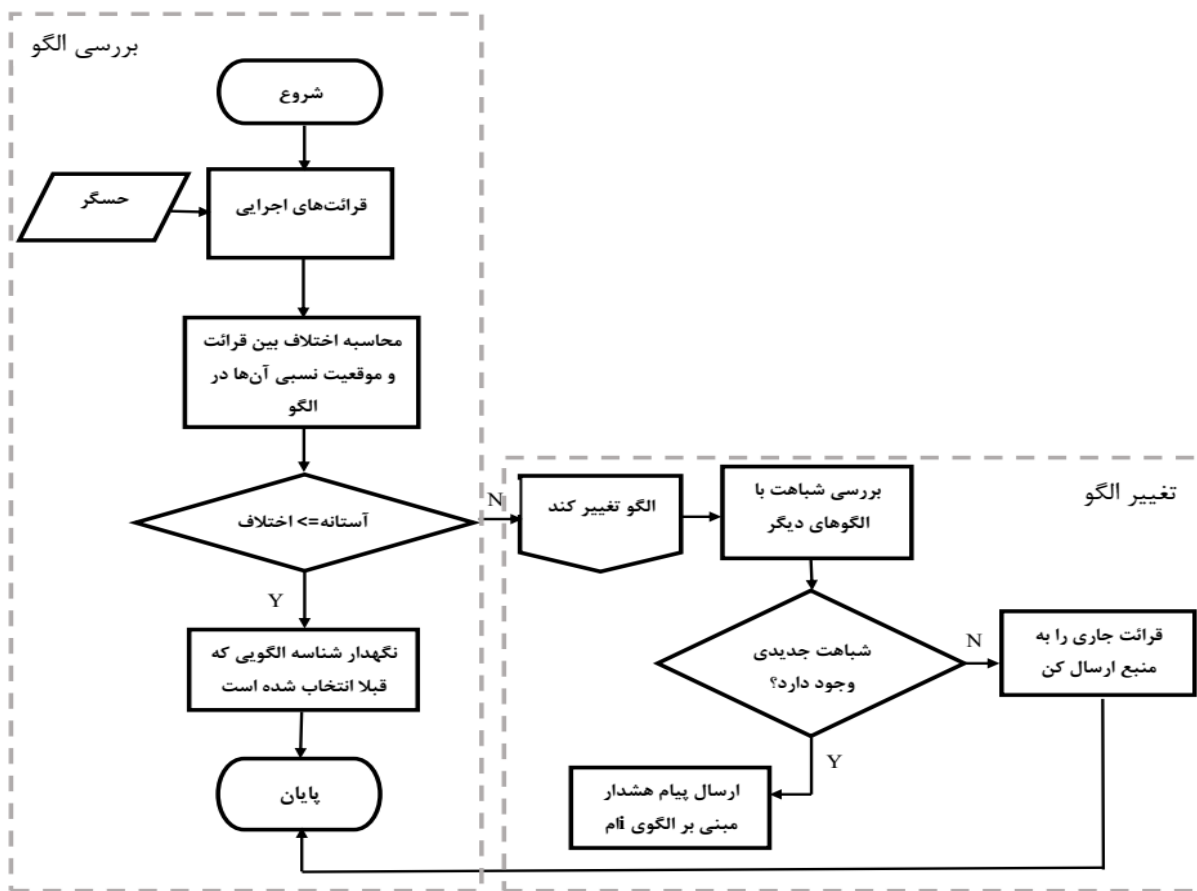 بررسی الگو
شروع
حسگر
قرائت‌های اجرایی
محاسبه اختلاف بین قرائت
و موقعیت نسبی آن‌ها در
الگو
آستانه=> اختلاف
N
Y
نگهدار شناسه الگویی که
قبلا انتخاب شده است
پایان
تغییر الگو
الگو تغییر کند
بررسی شباهت با
الگوهای دیگر
شباهت جدیدی
وجود دارد؟
N
Y
قرائت جاری را به
منبع ارسال کن
ارسال پیام هشدار
مبنی بر الگوی iام